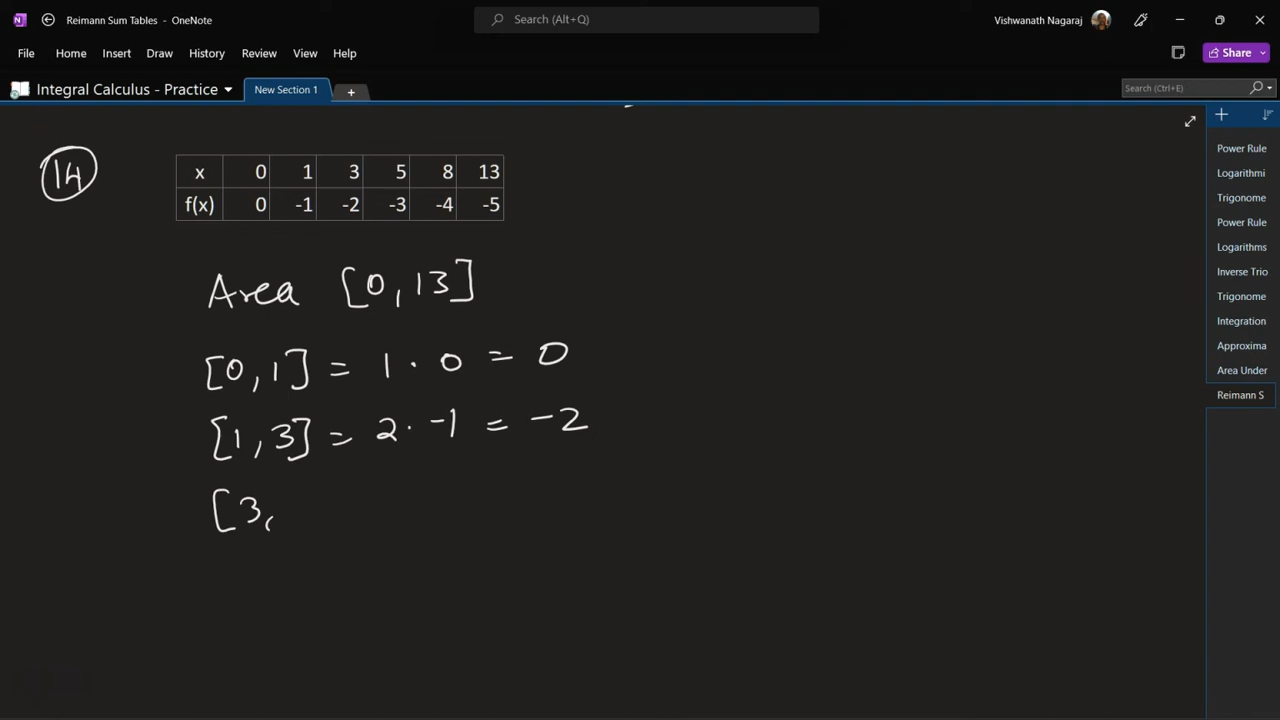 Reimann Sum Tables - OneNote
Search (Alt+Q)
Vishwanath Nagaraj
File Home Insert Draw History Review View Help
Share
Integral Calculus - Practice
New Section 1
+
Search (Ctrl+E)
14
x 0 1 3 5 8 13
f(x) 0 -1 -2 -3 -4 -5
Area [0,13]
[0,1] = 1 · 0 = 0
[1,3] = 2 · -1 = -2
[3,
Power Rule
Logarithmi
Trigonome
Power Rule
Logarithms
Inverse Trio
Trigonome
Integration
Approxima
Area Under
Reimann S